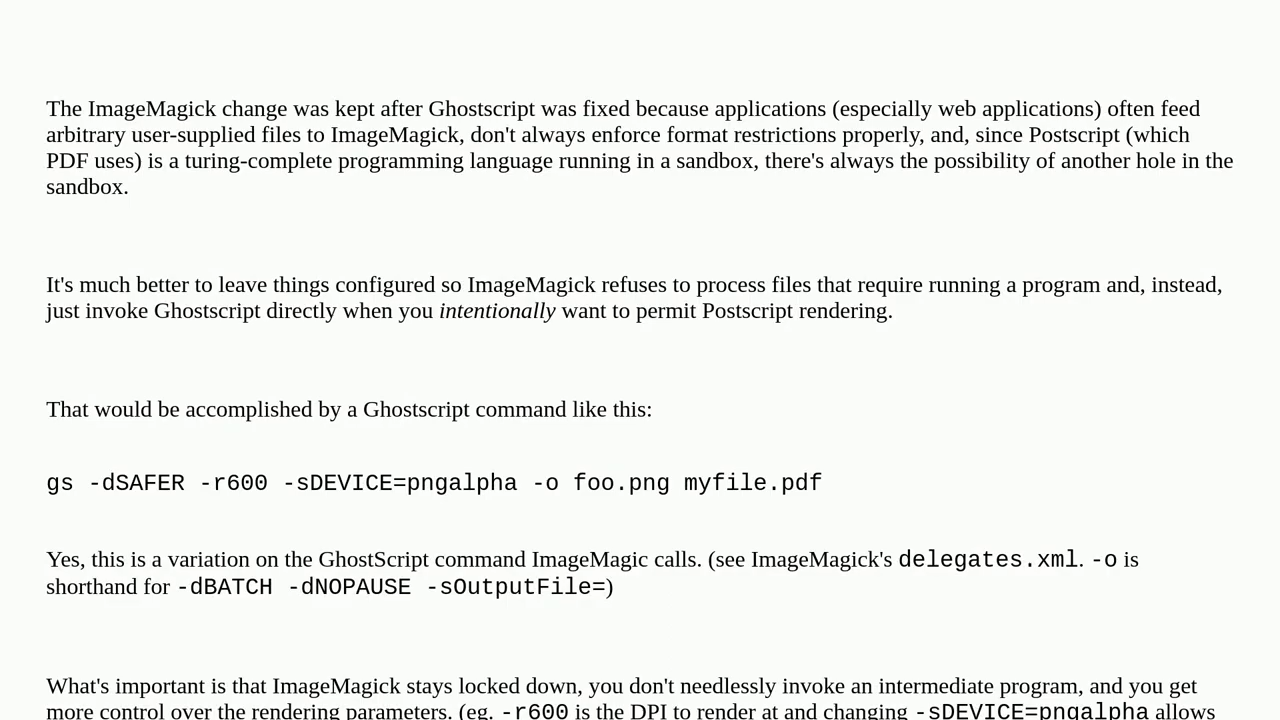 The ImageMagick change was kept after Ghostscript was fixed because applications (especially web applications) often feed
arbitrary user-supplied files to ImageMagick, don't always enforce format restrictions properly, and, since Postscript (which
PDF uses) is a turing-complete programming language running in a sandbox, there's always the possibility of another hole in the
sandbox.
It's much better to leave things configured so ImageMagick refuses to process files that require running a program and, instead,
just invoke Ghostscript directly when you intentionally want to permit Postscript rendering.
That would be accomplished by a Ghostscript command like this:
gs -dSAFER -r600 -sDEVICE=pngalpha -o foo.png myfile.pdf
Yes, this is a variation on the GhostScript command ImageMagic calls. (see ImageMagick's delegates.xml. -o is
shorthand for -dBATCH -dNOPAUSE -sOutputFile=)
What's important is that ImageMagick stays locked down, you don't needlessly invoke an intermediate program, and you get
more control over the rendering parameters. (eg. -r600 is the DPI to render at and changing -sDEVICE=pngalpha allows